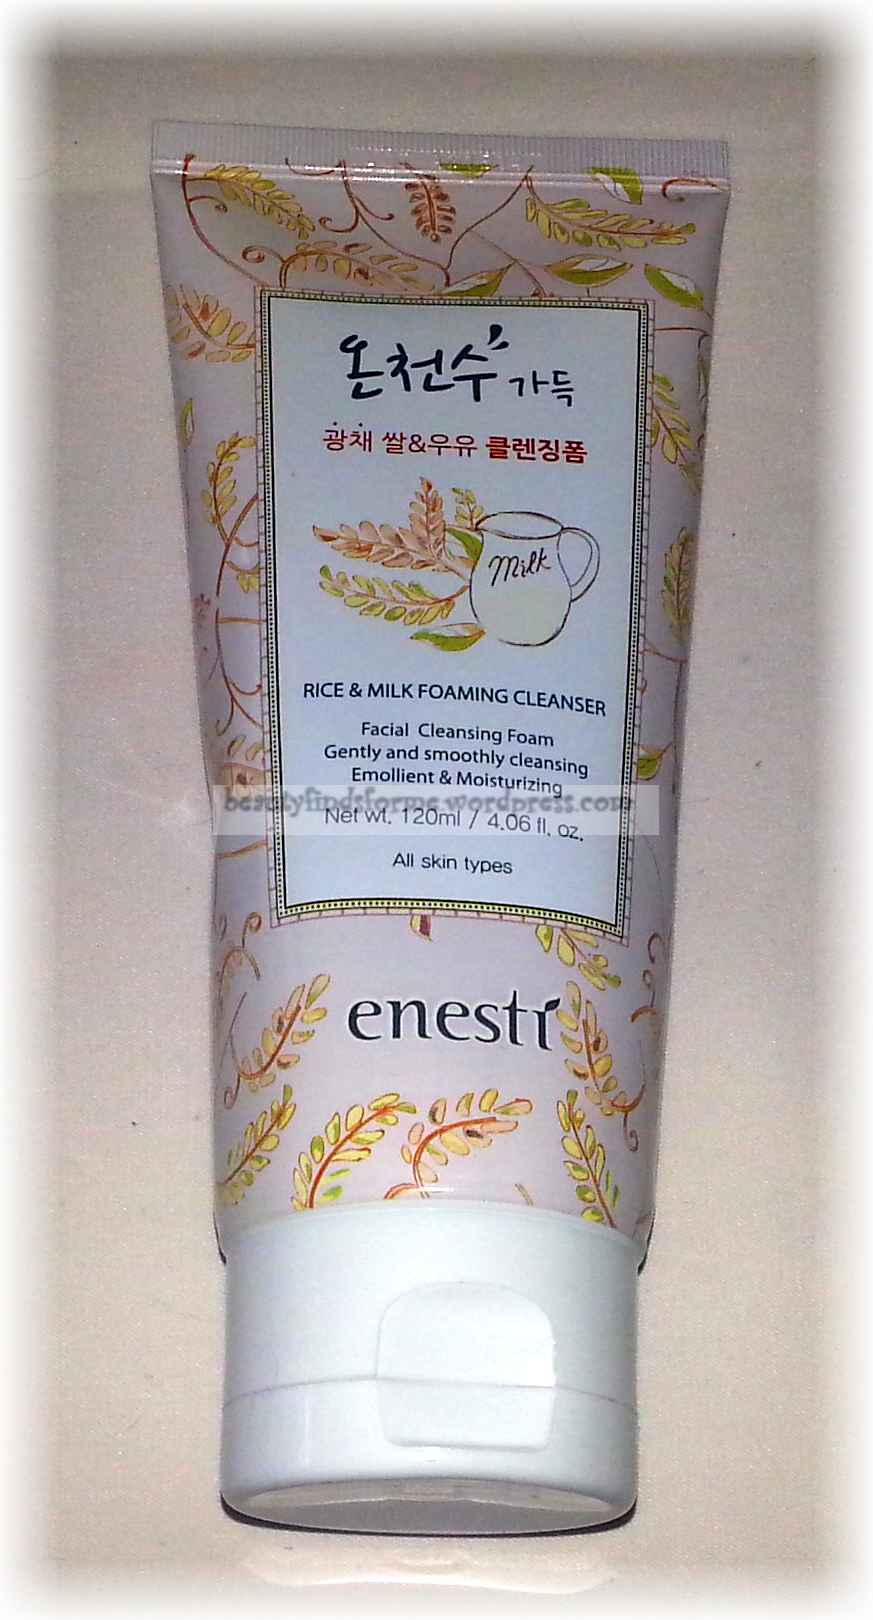 온천수 가득
광채 쌀&우유 클렌징폼
Milk
RICE & MILK FOAMING CLEANSER
Facial Cleansing Foam
Gently and smoothly cleansing
Emollient & Moisturizing
beautyfindsforme.wordpress.com
Net wt. 120ml / 4.06 fl. oz.
All skin types
enesti